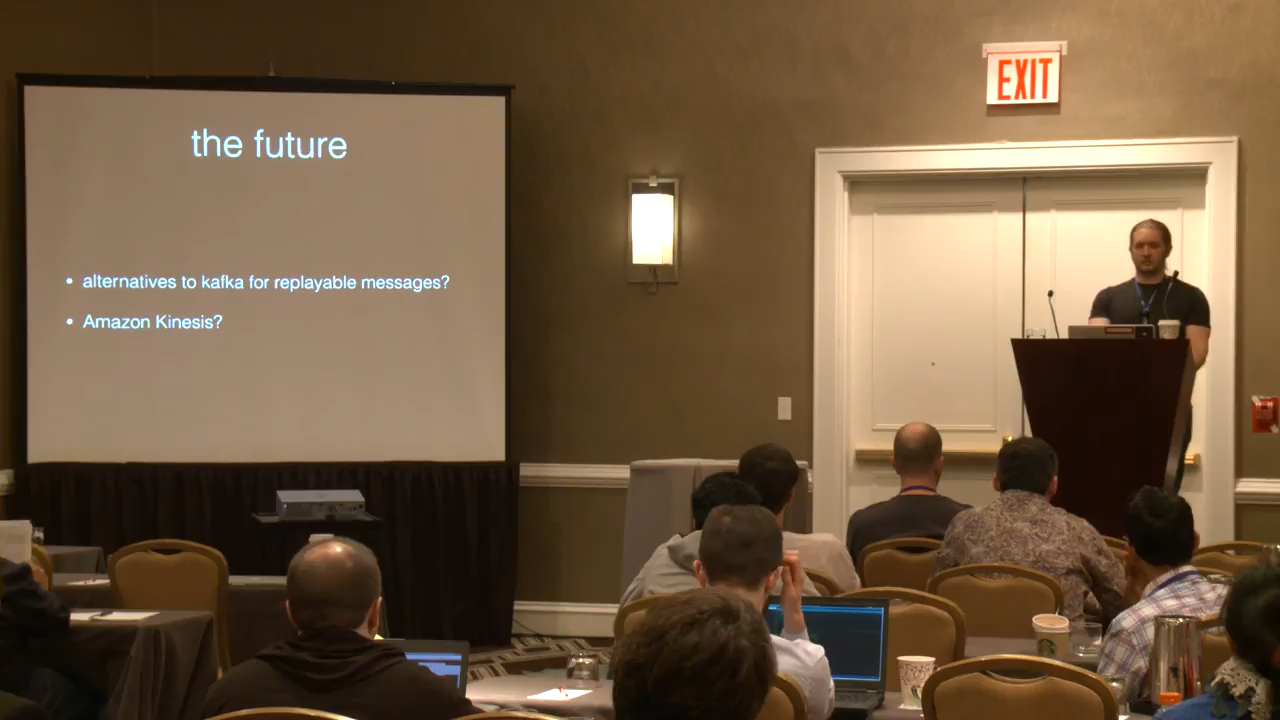 the future
EXIT
• alternatives to kafka for replayable messages?
• Amazon Kinesis?